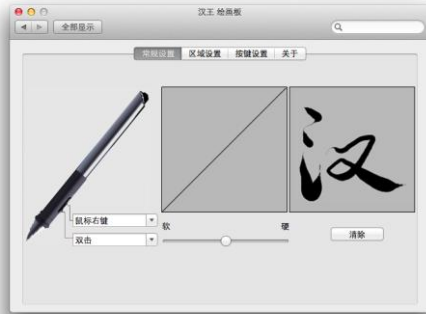 汉王 绘画板
全部显示
常规设置 区域设置 按键设置 关于
汉
鼠标右键
双击
软 硬
清除